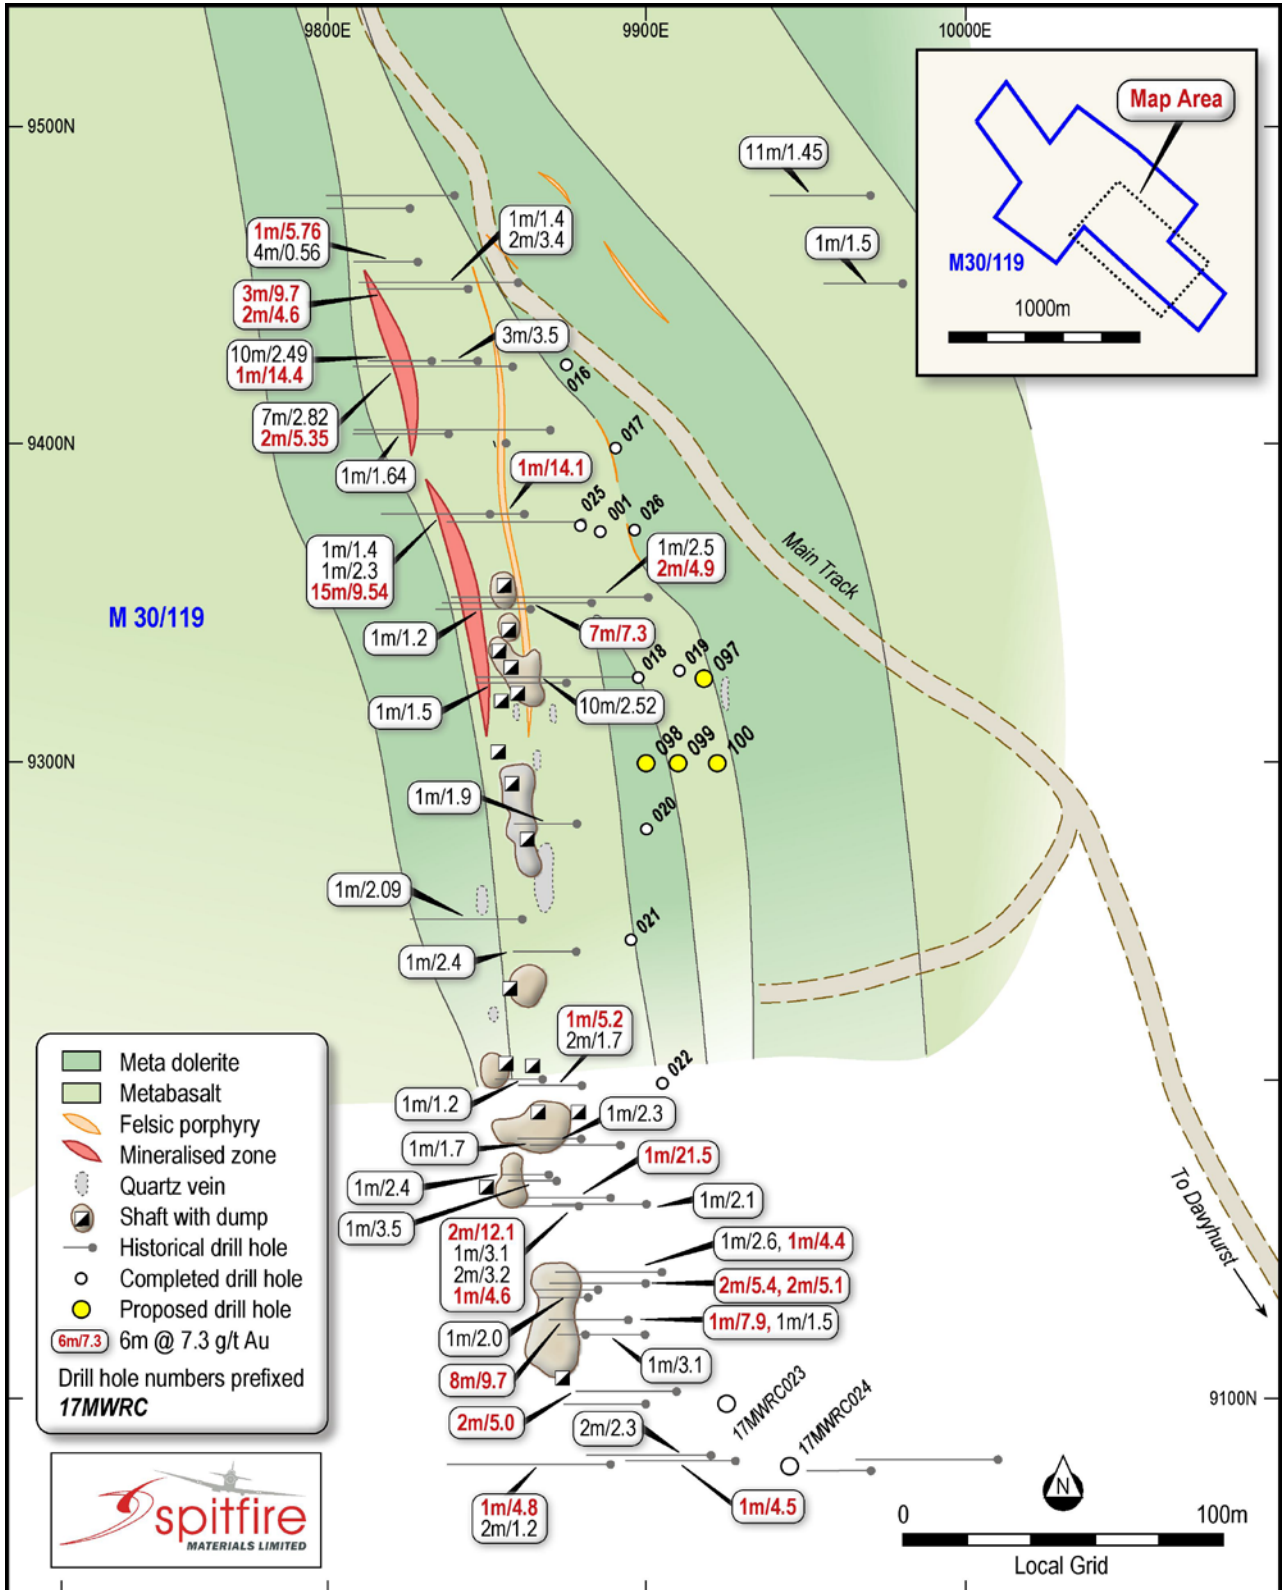 9800E
9900E
10000E
9500N
11m/1.45
Map Area
M30/119
1000m
1m/1.5
1m/1.4
2m/3.4
1m/5.76
4m/0.56
3m/9.7
2m/4.6
3m/3.5
10m/2.49
1m/14.4
016
7m/2.82
2m/5.35
017
9400N
1m/1.64
1m/14.1
025
001
026
1m/1.4
1m/2.3
15m/9.54
1m/2.5
2m/4.9
Main Track
M 30/119
1m/1.2
7m/7.3
018
019
097
1m/1.5
10m/2.52
098
099
100
9300N
1m/1.9
020
1m/2.09
021
1m/2.4
1m/5.2
2m/1.7
022
1m/1.2
1m/2.3
1m/1.7
1m/21.5
1m/2.4
1m/2.1
1m/3.5
2m/12.1
1m/3.1
2m/3.2
1m/4.6
To Davyhurst
1m/2.6, 1m/4.4
2m/5.4, 2m/5.1
1m/7.9, 1m/1.5
1m/2.0
1m/3.1
8m/9.7
9100N
2m/5.0
17MWRC023
17MWRC024
2m/2.3
1m/4.8
2m/1.2
1m/4.5
Meta dolerite
Metabasalt
Felsic porphyry
Mineralised zone
Quartz vein
Shaft with dump
Historical drill hole
Completed drill hole
Proposed drill hole
6m/7.3 6m @ 7.3 g/t Au
Drill hole numbers prefixed
17MWRC
spitfire
MATERIALS LIMITED
N
0 100m
Local Grid